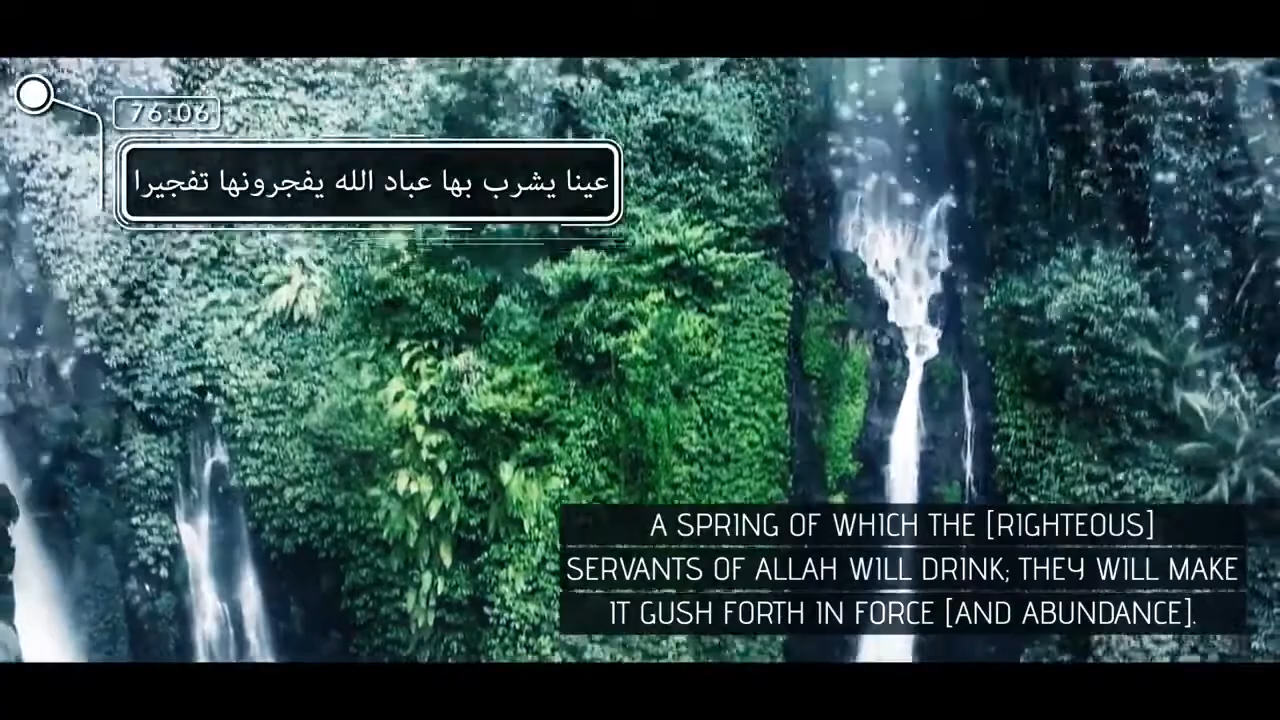 76:06
عينا يشرب بها عباد الله يفجرونها تفجيرا
A SPRING OF WHICH THE [RIGHTEOUS]
SERVANTS OF ALLAH WILL DRINK; THEY WILL MAKE
IT GUSH FORTH IN FORCE [AND ABUNDANCE].